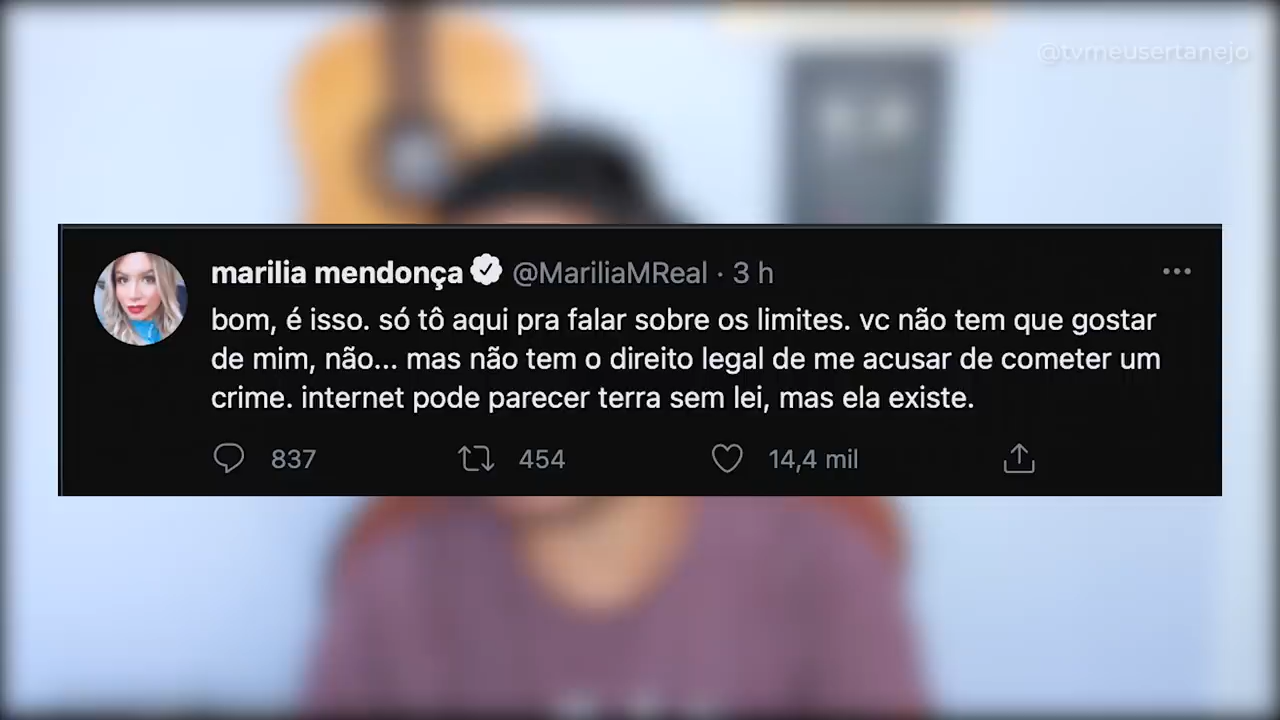 @tvmeusertanejo
marilia mendonça @MariliaMReal · 3 h
bom, é isso. só tô aqui pra falar sobre os limites. vc não tem que gostar
de mim, não... mas não tem o direito legal de me acusar de cometer um
crime. internet pode parecer terra sem lei, mas ela existe.
837 454 14,4 mil